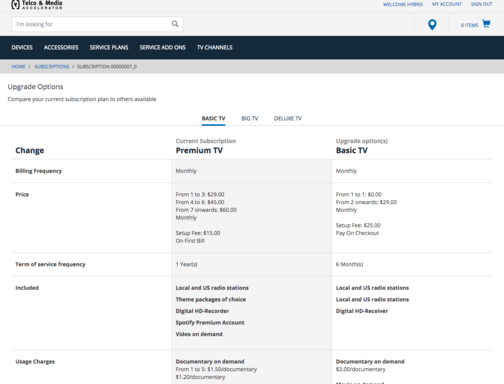 Telco & Media
ACCELERATOR
WELCOME HYBRIS MY ACCOUNT SIGN OUT
I'm looking for
0 ITEMS
DEVICES ACCESSORIES SERVICE PLANS SERVICE ADD ONS TV CHANNELS
HOME / SUBSCRIPTIONS / SUBSCRIPTION 00000007_0
Upgrade Options
Compare your current subscription plan to others available
BASIC TV BIG TV DELUXE TV
Current Subscription Upgrade option(s)
Change Premium TV Basic TV
Billing Frequency Monthly Monthly
Price From 1 to 3: $29.00 From 1 to 1: $0.00
From 4 to 6: $45.00 From 2 onwards: $29.00
From 7 onwards: $60.00 Monthly
Monthly
Setup Fee: $25.00
Setup Fee: $15.00 Pay On Checkout
On First Bill
Term of service frequency 1 Year(s) 6 Month(s)
Included Local and US radio stations Local and US radio stations
Theme packages of choice Local and US radio stations
Digital HD-Recorder Digital HD-Receiver
Spotify Premium Account
Video on demand
Usage Charges Documentary on demand Documentary on demand
From 1 to 5: $1.50/documentary $3.00/documentary
$1.20/documentary